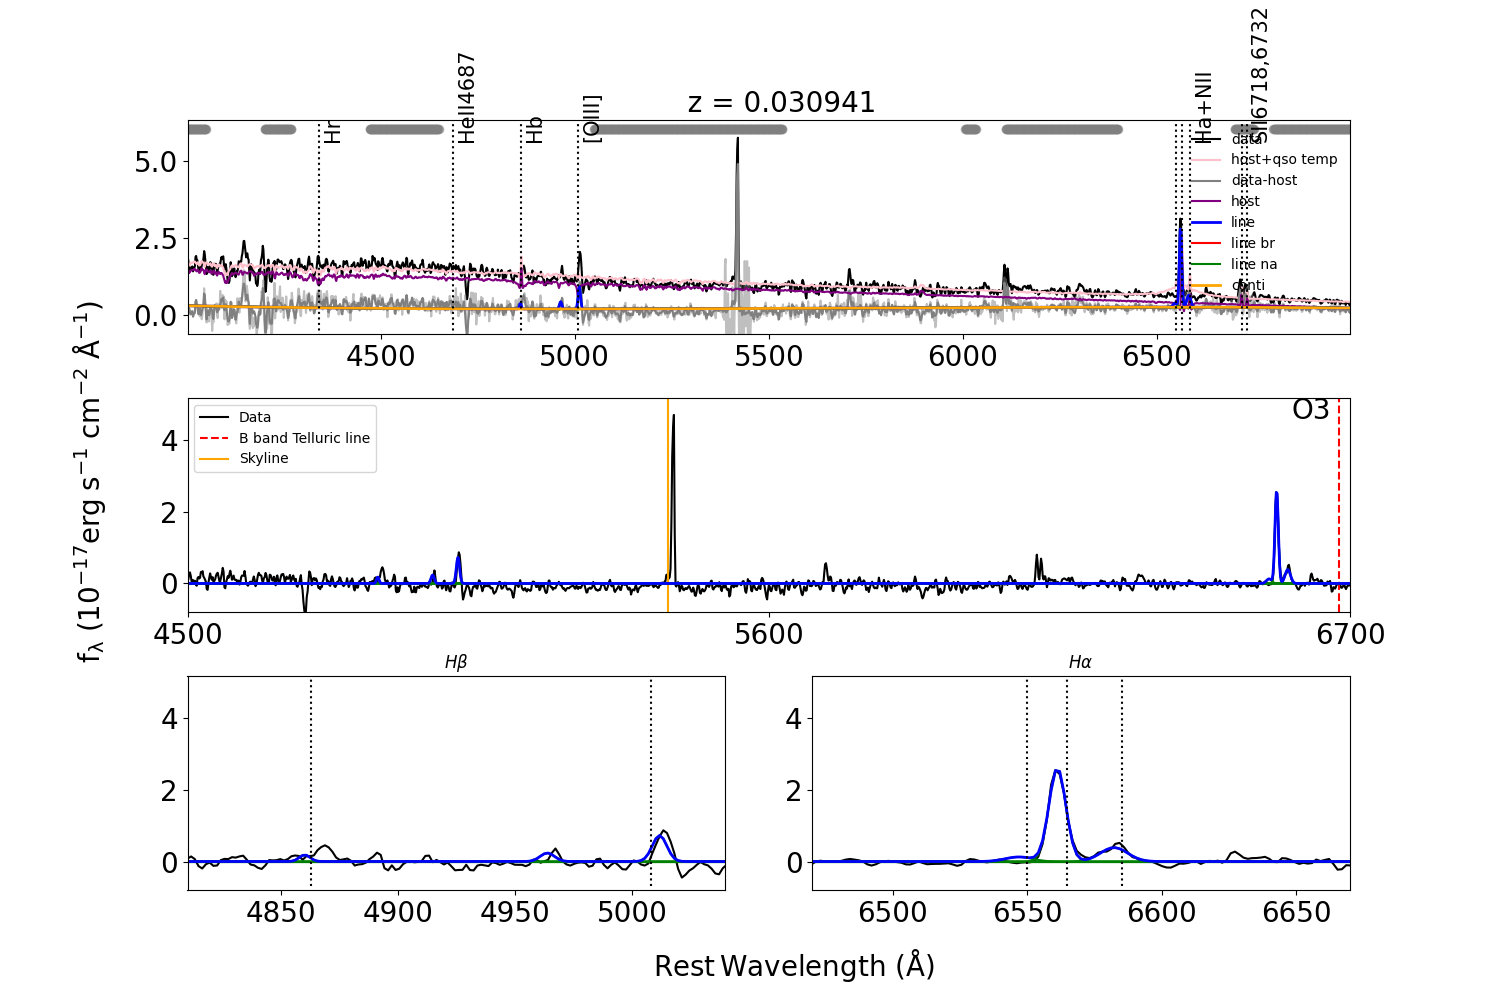 z = 0.030941
Hr
HeII4687
Hb
[OIII]
Ha+NII
SII6718,6732
data
host+qso temp
data-host
host
line
line br
line na
conti
5.0
2.5
0.0
4500 5000 5500 6000 6500
f_λ (10⁻¹⁷erg s⁻¹ cm⁻² Å⁻¹)
O3
Data
B band Telluric line
Skyline
4
2
0
4500 5600 6700
Hβ
4
2
0
4850 4900 4950 5000
Hα
4
2
0
6500 6550 6600 6650
Rest Wavelength (Å)